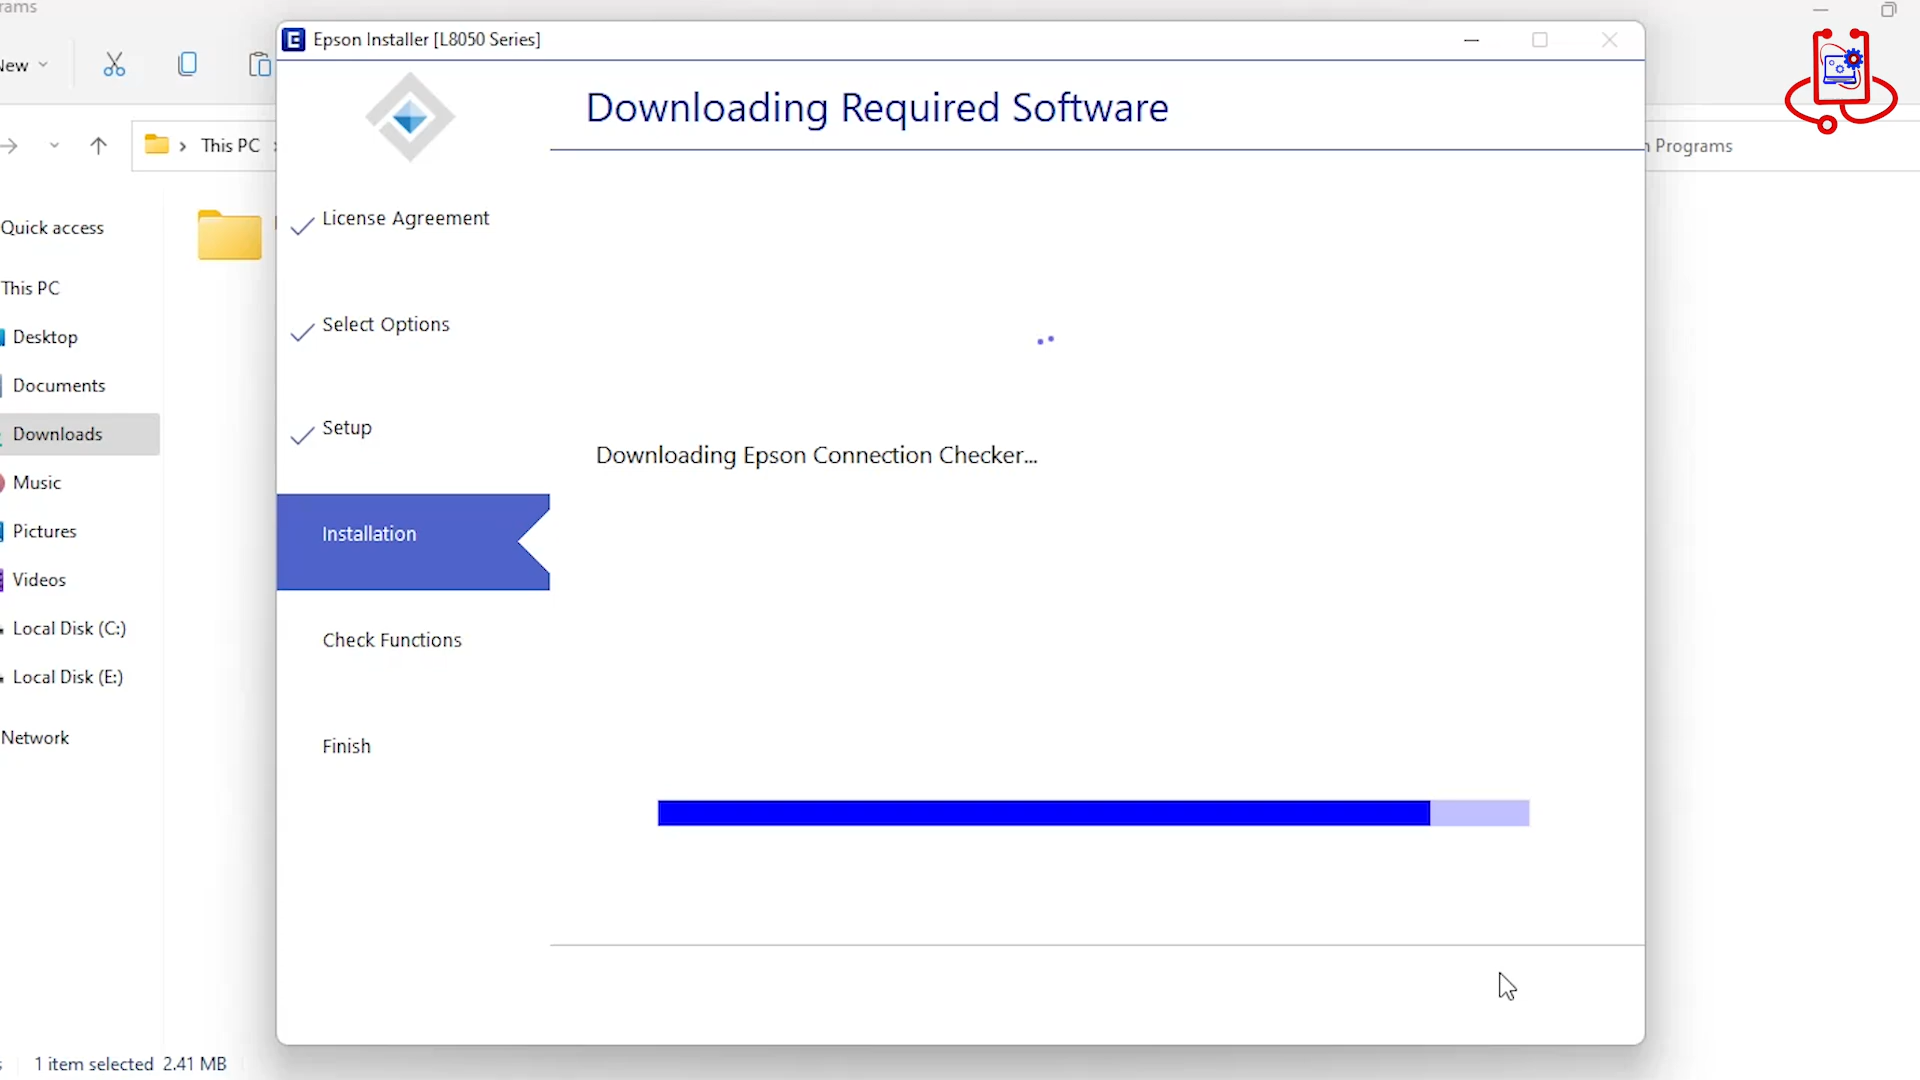 Epson Installer [L8050 Series]
This PC
Programs
Quick access
This PC
Desktop
Documents
Downloads
Music
Pictures
Videos
Local Disk (C:)
Local Disk (E:)
Network
1 item selected 2.41 MB
Downloading Required Software
License Agreement
Select Options
Setup
Installation
Check Functions
Finish
Downloading Epson Connection Checker...